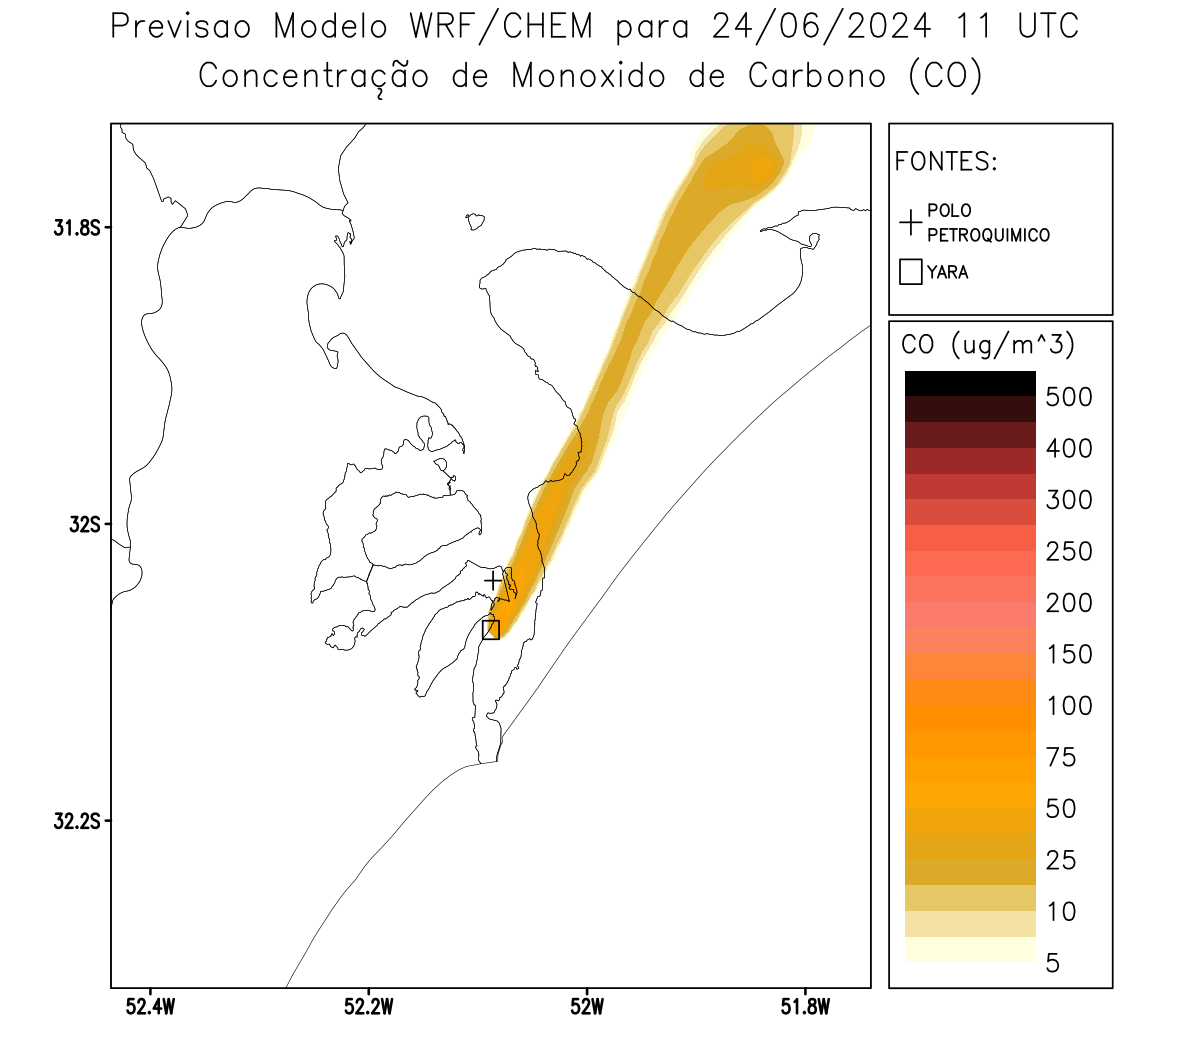 Previsao Modelo WRF/CHEM para 24/06/2024 11 UTC
Concentração de Monoxido de Carbono (CO)
FONTES:
POLO
PETROQUIMICO
YARA
CO (ug/m^3)
500
400
300
250
200
150
100
75
50
25
10
5
31.8S
32S
32.2S
52.4W
52.2W
52W
51.8W